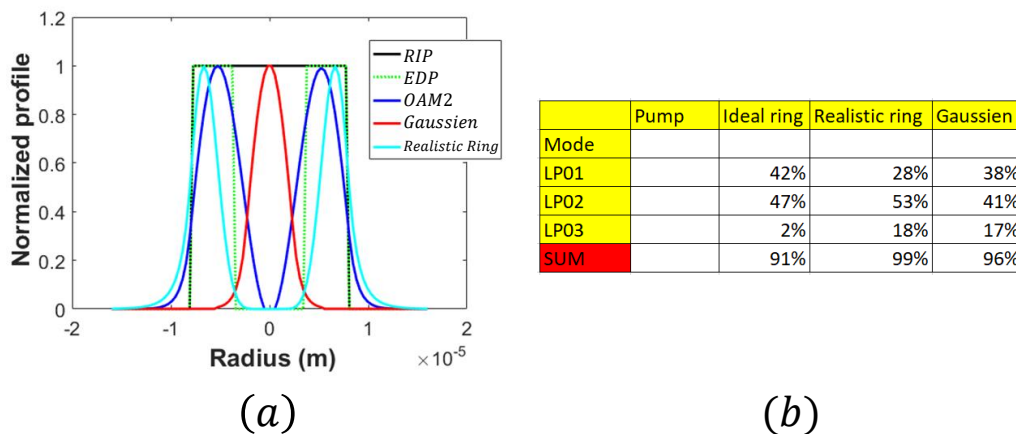 1.2
1
0.8
0.6
0.4
0.2
0
-2
-1
0
1
2
Normalized profile
Radius (m)
×10⁻⁵
RIP
EDP
OAM2
Gaussien
Realistic Ring
(a)
Pump Ideal ring Realistic ring Gaussien
Mode
LP01 42% 28% 38%
LP02 47% 53% 41%
LP03 2% 18% 17%
SUM 91% 99% 96%
(b)